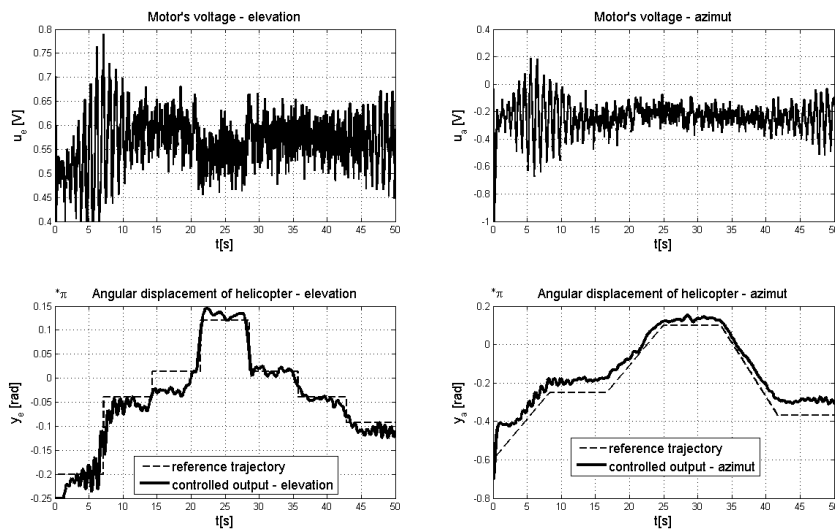 Motor's voltage - elevation
0.8
0.75
0.7
0.65
0.6
0.55
0.5
0.45
0.4
u_e [V]
0 5 10 15 20 25 30 35 40 45 50
t[s]
Motor's voltage - azimut
0.4
0.2
0
-0.2
-0.4
-0.6
-0.8
-1
u_a [V]
0 5 10 15 20 25 30 35 40 45 50
t[s]
*π Angular displacement of helicopter - elevation
0.15
0.1
0.05
0
-0.05
-0.1
-0.15
-0.2
-0.25
y_e [rad]
reference trajectory
controlled output - elevation
0 5 10 15 20 25 30 35 40 45 50
t[s]
*π Angular displacement of helicopter - azimut
0.2
0
-0.2
-0.4
-0.6
-0.8
y_a [rad]
reference trajectory
controlled output - azimut
0 5 10 15 20 25 30 35 40 45 50
t[s]